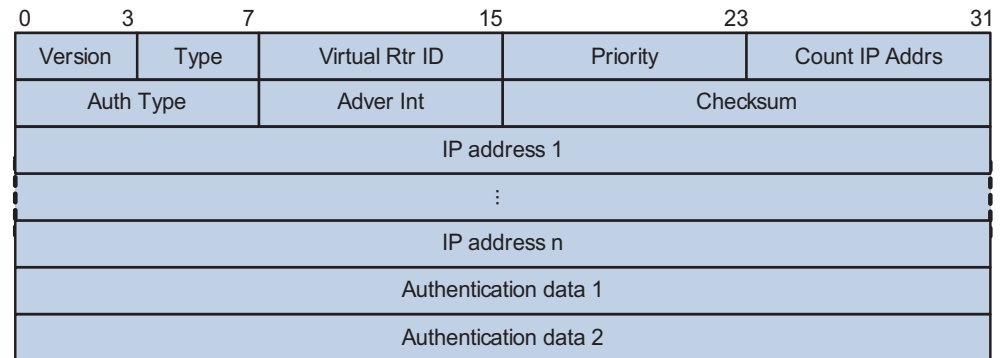 0 3 7 15 23 31
Version Type Virtual Rtr ID Priority Count IP Addrs
Auth Type Adver Int Checksum
IP address 1
⋮
IP address n
Authentication data 1
Authentication data 2